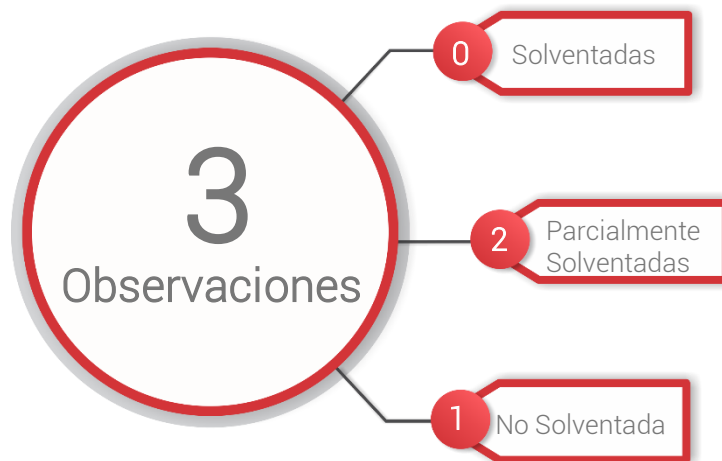 3
Observaciones
0
Solventadas
2
Parcialmente
Solventadas
1
No Solventada